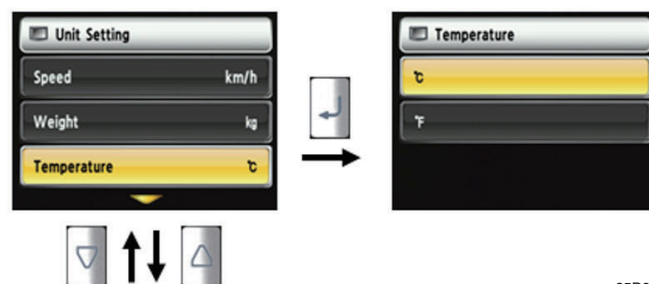 Unit Setting
Speed km/h
Weight kg
Temperature ℃
Temperature
℃
℉